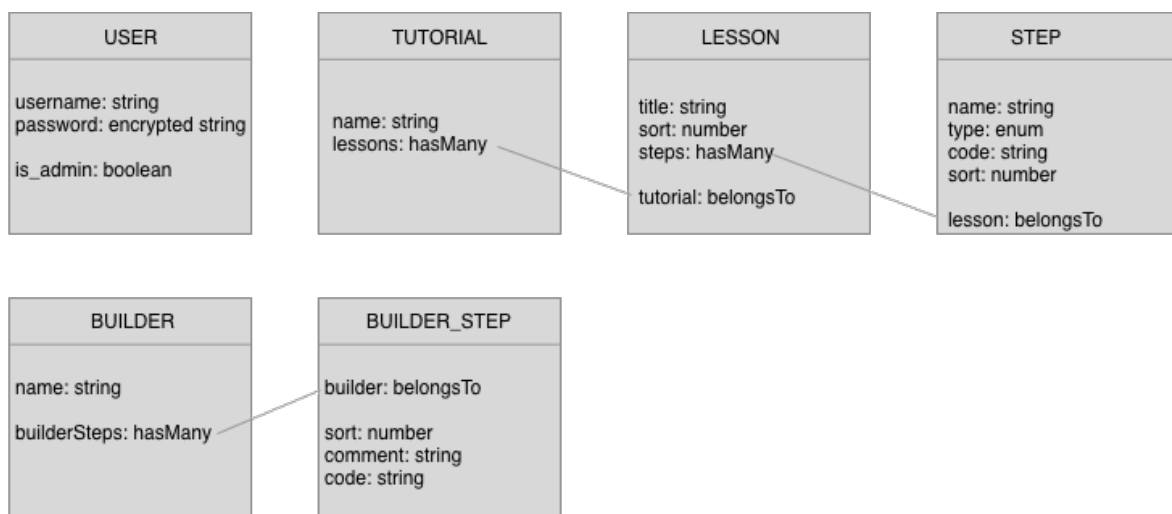 USER
username: string
password: encrypted string
is_admin: boolean
TUTORIAL
name: string
lessons: hasMany
LESSON
title: string
sort: number
steps: hasMany
tutorial: belongsTo
STEP
name: string
type: enum
code: string
sort: number
lesson: belongsTo
BUILDER
name: string
builderSteps: hasMany
BUILDER_STEP
builder: belongsTo
sort: number
comment: string
code: string